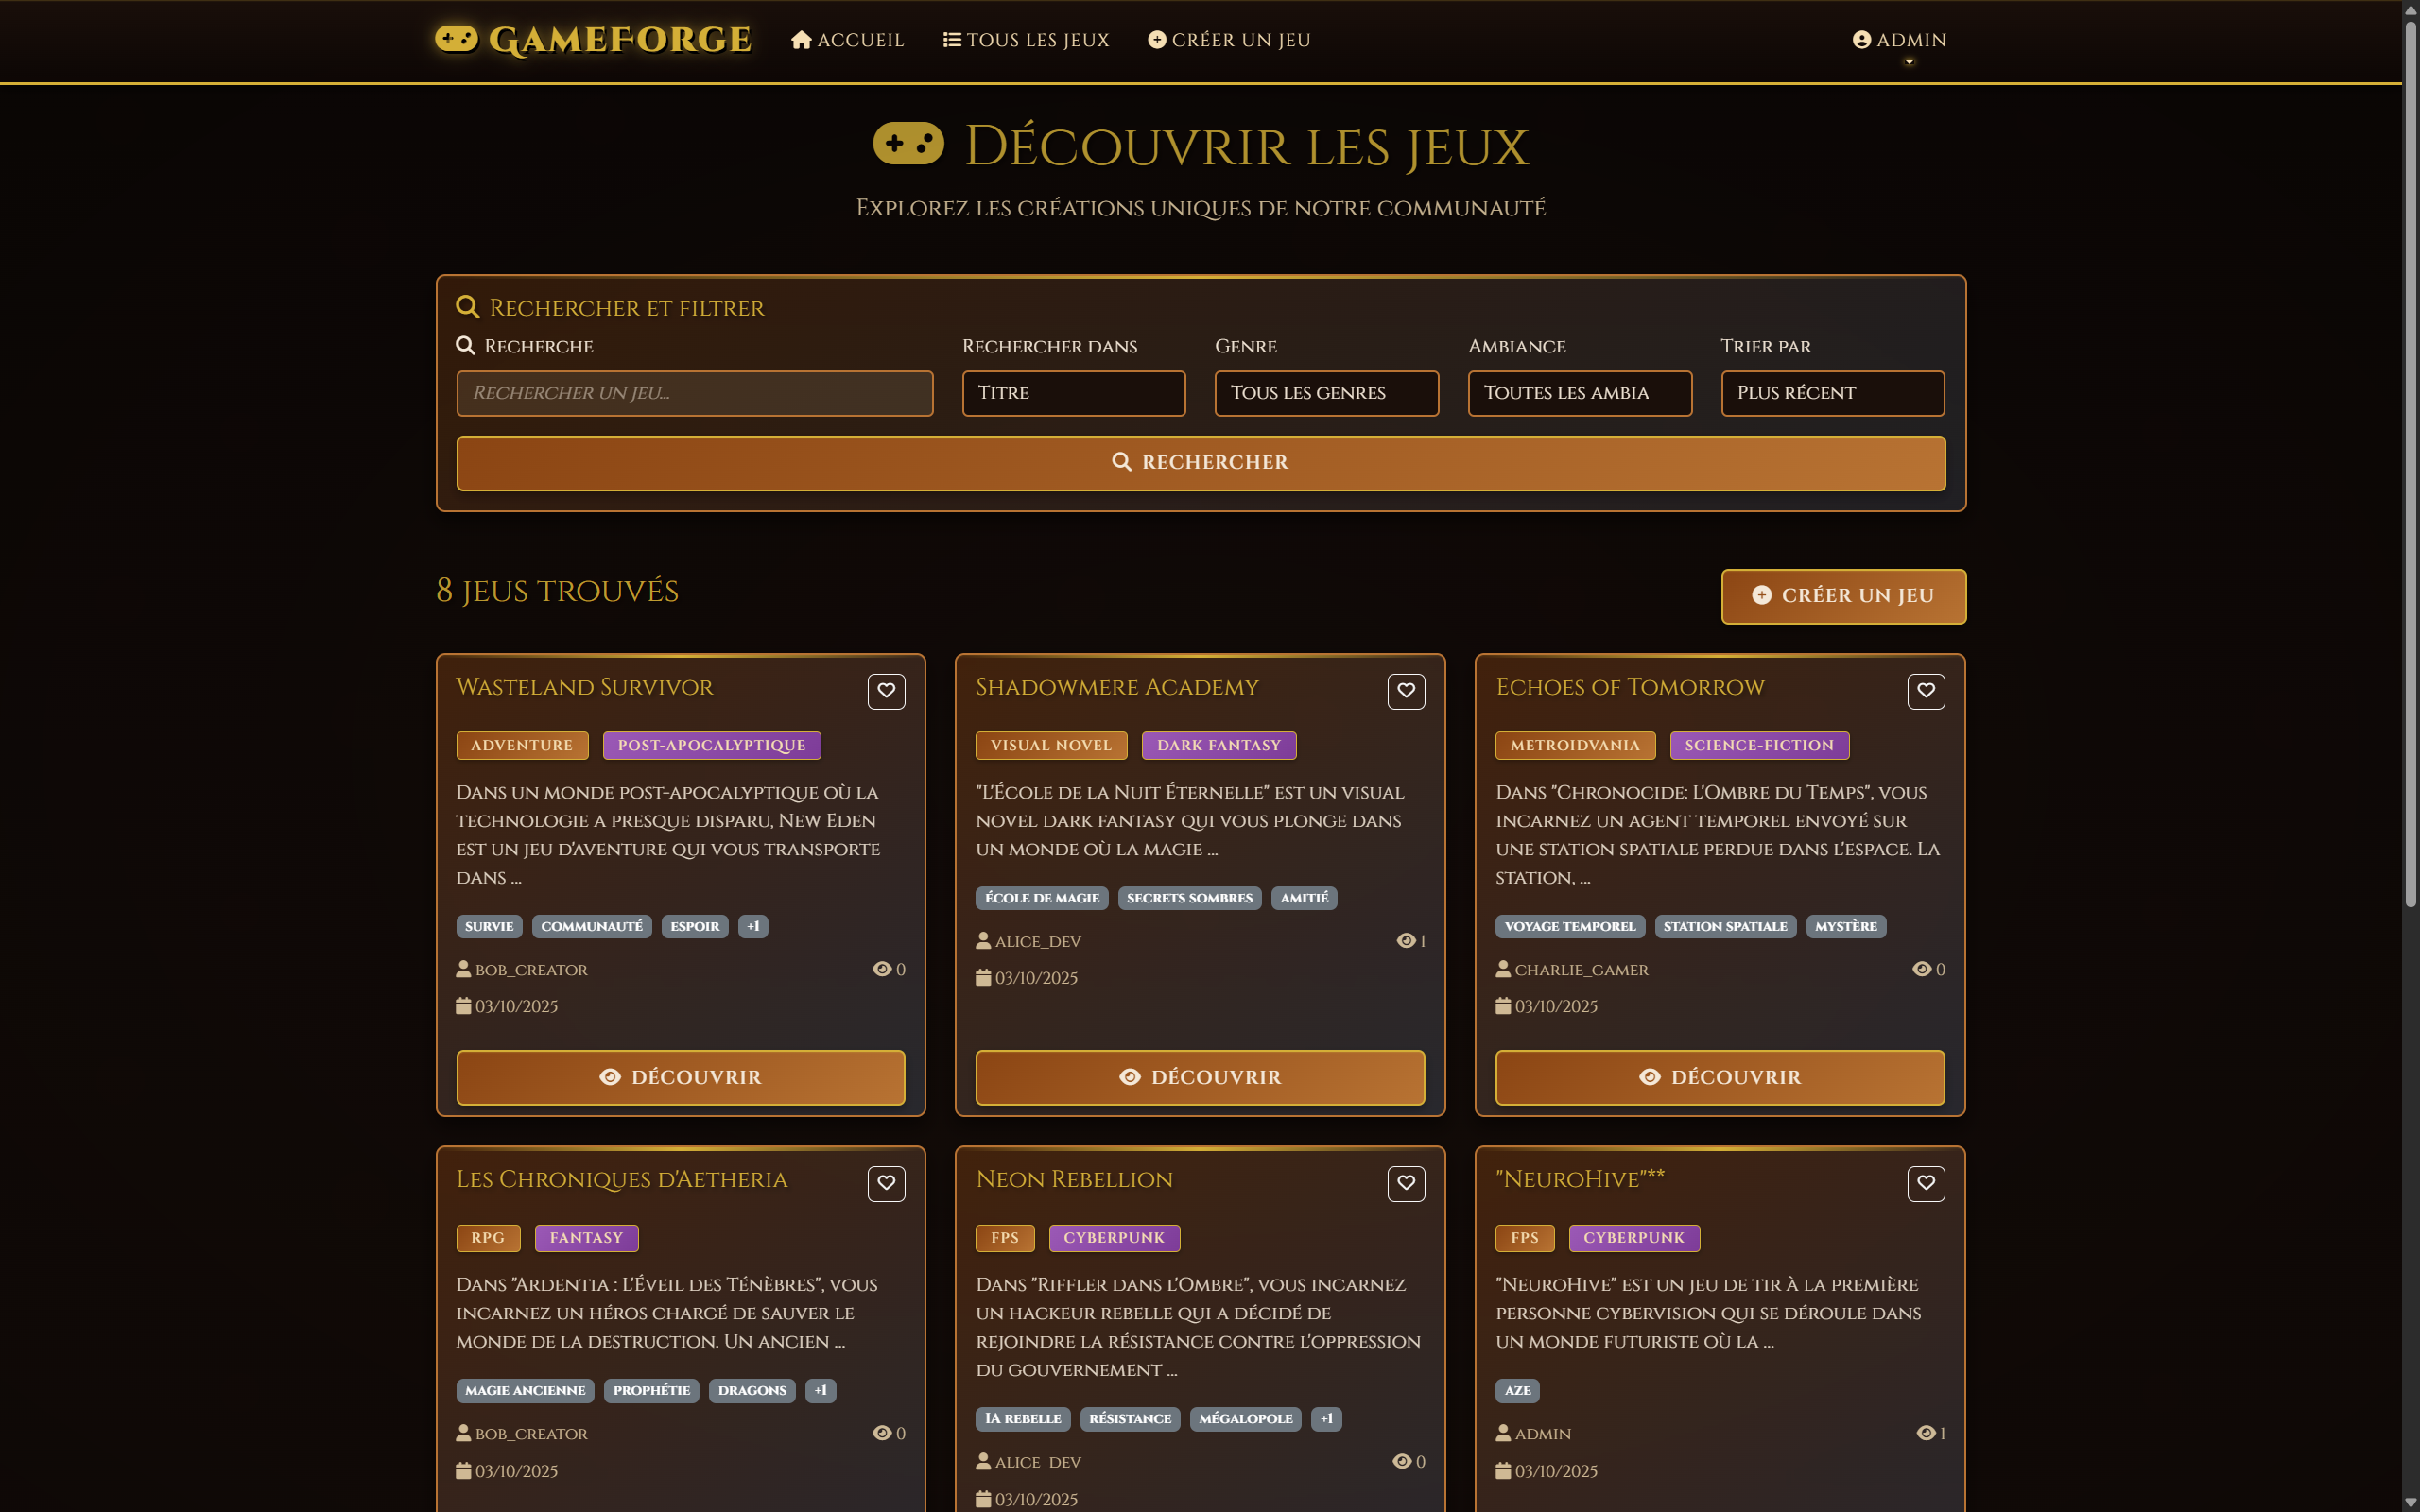 GameForge
Accueil
Tous les jeux
Créer un jeu
admin
Découvrir les jeux
Explorez les créations uniques de notre communauté
Rechercher et filtrer
Recherche
Rechercher dans
Genre
Ambiance
Trier par
Rechercher un jeu...
Titre
Tous les genres
Toutes les ambia
Plus récent
Rechercher
8 jeus trouvés
Créer un jeu
Wasteland Survivor
Adventure
Post-Apocalyptique
Dans un monde post-apocalyptique où la
technologie a presque disparu, New Eden
est un jeu d'aventure qui vous transporte
dans ...
survie
communauté
espoir
+1
bob_creator
0
03/10/2025
Découvrir
Shadowmere Academy
Visual Novel
Dark Fantasy
"L'École de la Nuit Éternelle" est un visual
novel dark fantasy qui vous plonge dans
un monde où la magie ...
école de magie
secrets sombres
amitié
alice_dev
1
03/10/2025
Découvrir
Echoes of Tomorrow
Metroidvania
Science-Fiction
Dans "Chronocide: L'Ombre du Temps", vous
incarnez un agent temporel envoyé sur
une station spatiale perdue dans l'espace. La
station, ...
voyage temporel
station spatiale
mystère
charlie_gamer
0
03/10/2025
Découvrir
Les Chroniques d'Aetheria
RPG
Fantasy
Dans "Ardentia : L'Éveil des Ténèbres", vous
incarnez un héros chargé de sauver le
monde de la destruction. Un ancien ...
magie ancienne
prophétie
dragons
+1
bob_creator
0
03/10/2025
Neon Rebellion
FPS
Cyberpunk
Dans "Riffler dans l'Ombre", vous incarnez
un hackeur rebelle qui a décidé de
rejoindre la résistance contre l'oppression
du gouvernement ...
IA rebelle
résistance
mégalopole
+1
alice_dev
0
03/10/2025
"NeuroHive"**
FPS
Cyberpunk
"NeuroHive" est un jeu de tir à la première
personne cybervision qui se déroule dans
un monde futuriste où la ...
aze
admin
1
03/10/2025